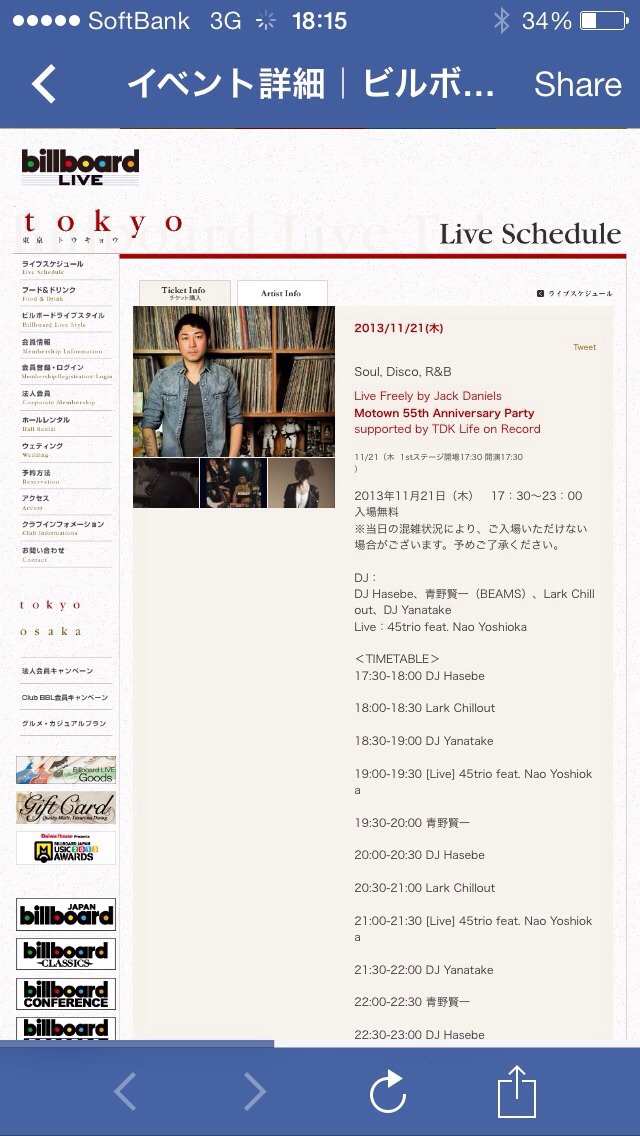 SoftBank 3G 18:15 34%
イベント詳細｜ビルボ... Share
billboard
LIVE
tokyo
東京 トウキョウ
Live Schedule
ライブスケジュール
Live Schedule
フード&ドリンク
Food & Drink
ビルボードライブスタイル
Billboard Live Style
会員情報
Membership Information
会員登録・ログイン
Membership Registration・Login
法人会員
Corporate Membership
ホールレンタル
Hall Rental
ウェディング
Wedding
予約方法
Reservation
アクセス
Access
クラブインフォメーション
Club Informations
お問い合わせ
Contact
tokyo
osaka
法人会員キャンペーン
Club BBL会員キャンペーン
グルメ・カジュアルプラン
Billboard LIVE
Goods
Gift Card
Daiwa House Presents
BILLBOARD JAPAN
MUSIC 2013
AWARDS
JAPAN
billboard
billboard
CLASSICS
billboard
CONFERENCE
billboard
Ticket Info
チケット購入
Artist Info
ライブスケジュール
2013/11/21(木)
Tweet
Soul, Disco, R&B
Live Freely by Jack Daniels
Motown 55th Anniversary Party
supported by TDK Life on Record
11/21（木 1stステージ開場17:30 開演17:30
）
2013年11月21日（木） 17：30～23：00
入場無料
※当日の混雑状況により、ご入場いただけない
場合がございます。予めご了承ください。
DJ：
DJ Hasebe、青野賢一（BEAMS）、Lark Chill
out、DJ Yanatake
Live：45trio feat. Nao Yoshioka
＜TIMETABLE＞
17:30-18:00 DJ Hasebe
18:00-18:30 Lark Chillout
18:30-19:00 DJ Yanatake
19:00-19:30 [Live] 45trio feat. Nao Yoshiok
a
19:30-20:00 青野賢一
20:00-20:30 DJ Hasebe
20:30-21:00 Lark Chillout
21:00-21:30 [Live] 45trio feat. Nao Yoshiok
a
21:30-22:00 DJ Yanatake
22:00-22:30 青野賢一
22:30-23:00 DJ Hasebe